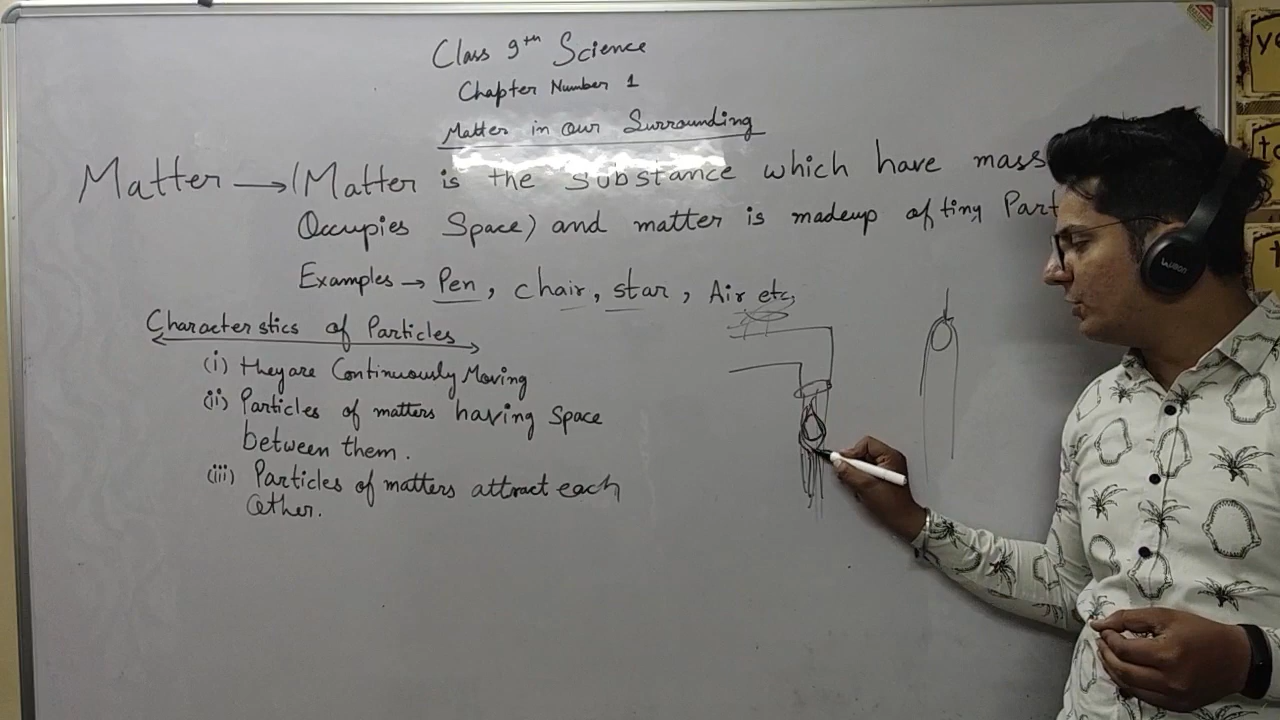 Class 9th Science
Chapter Number 1
Matter in our Surrounding
Matter → (Matter is the substance which have mass
Occupies Space) and matter is madeup of tiny Part
Examples → Pen, chair, star, Air etc,
Characterstics of Particles
(i) they are Continuously Moving
(ii) Particles of matters having Space
between them.
(iii) Particles of matters attract each
Other.